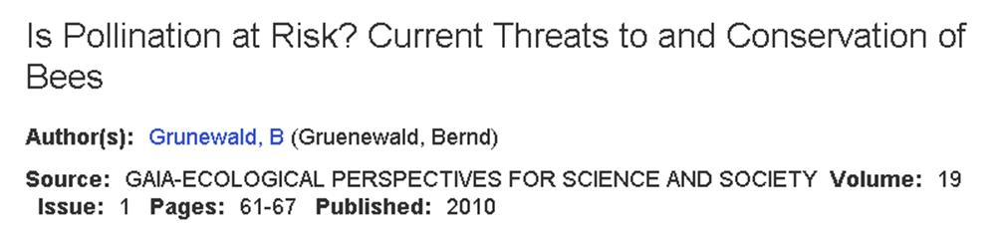 Is Pollination at Risk? Current Threats to and Conservation of
Bees
Author(s): Grunewald, B (Gruenewald, Bernd)
Source: GAIA-ECOLOGICAL PERSPECTIVES FOR SCIENCE AND SOCIETY Volume: 19
Issue: 1 Pages: 61-67 Published: 2010